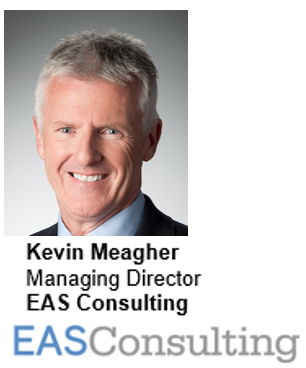 Kevin Meagher
Managing Director
EAS Consulting
EASConsulting